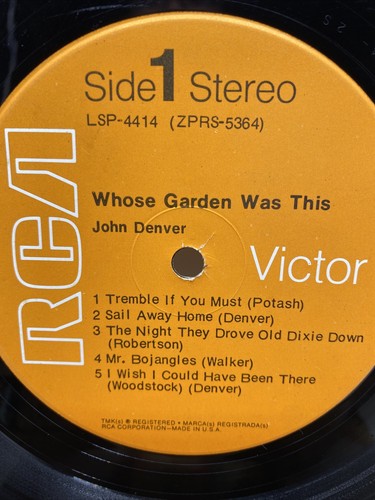 Side 1 Stereo
LSP-4414 (ZPRS-5364)
Whose Garden Was This
John Denver
RCA
Victor
1 Tremble If You Must (Potash)
2 Sail Away Home (Denver)
3 The Night They Drove Old Dixie Down
(Robertson)
4 Mr. Bojangles (Walker)
5 I Wish I Could Have Been There
(Woodstock) (Denver)
TMK(s) ® REGISTERED • MARCA(s) REGISTRADA(s)
RCA CORPORATION—MADE IN U.S.A.